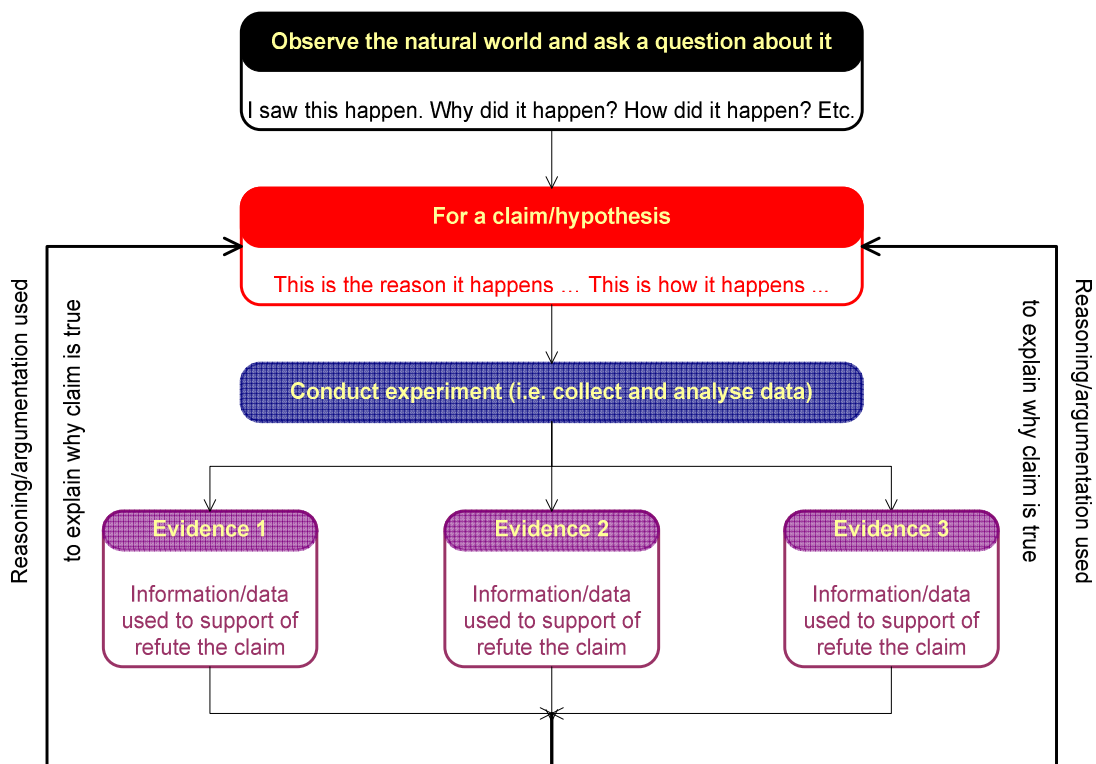 Observe the natural world and ask a question about it
I saw this happen. Why did it happen? How did it happen? Etc.
For a claim/hypothesis
This is the reason it happens … This is how it happens ...
Reasoning/argumentation used
to explain why claim is true
Reasoning/argumentation used
to explain why claim is true
Conduct experiment (i.e. collect and analyse data)
Evidence 1
Information/data
used to support of
refute the claim
Evidence 2
Information/data
used to support of
refute the claim
Evidence 3
Information/data
used to support of
refute the claim